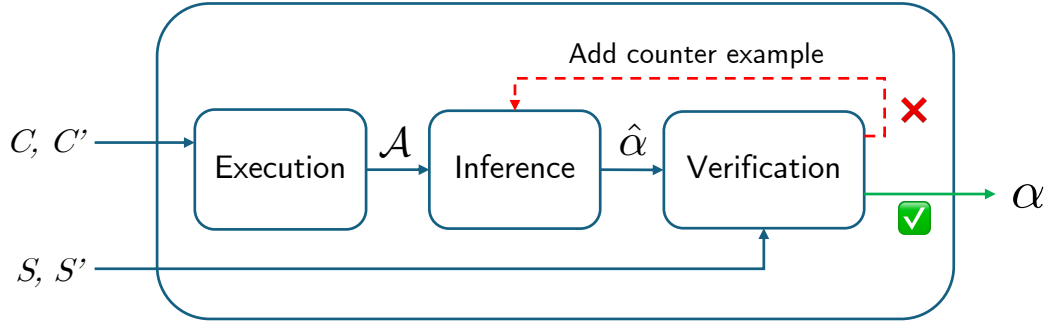 Add counter example
C, C'
Execution
𝒜
Inference
α̂
Verification
α
S, S'